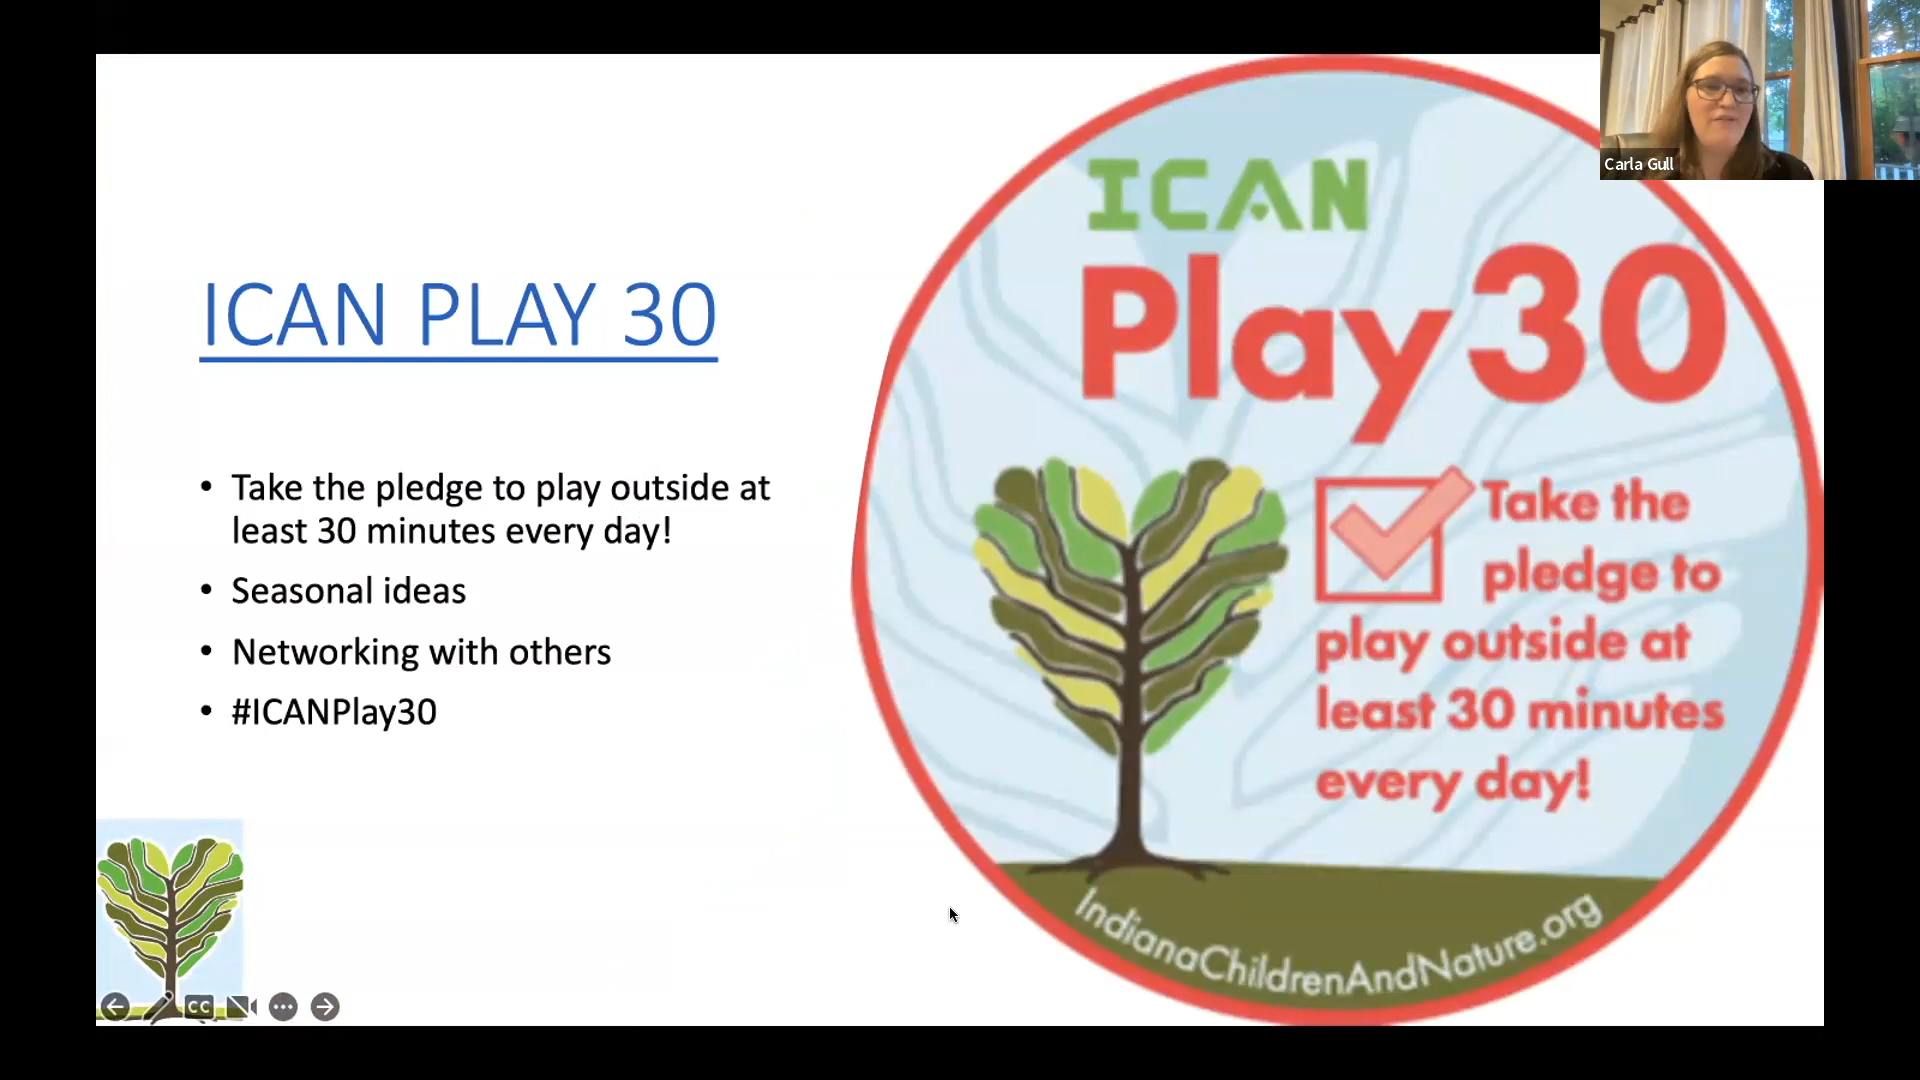 ICAN PLAY 30
• Take the pledge to play outside at
least 30 minutes every day!
• Seasonal ideas
• Networking with others
• #ICANPlay30
ICAN
Play30
Take the
pledge to
play outside at
least 30 minutes
every day!
IndianaChildrenAndNature.org
Carla Gull
CC